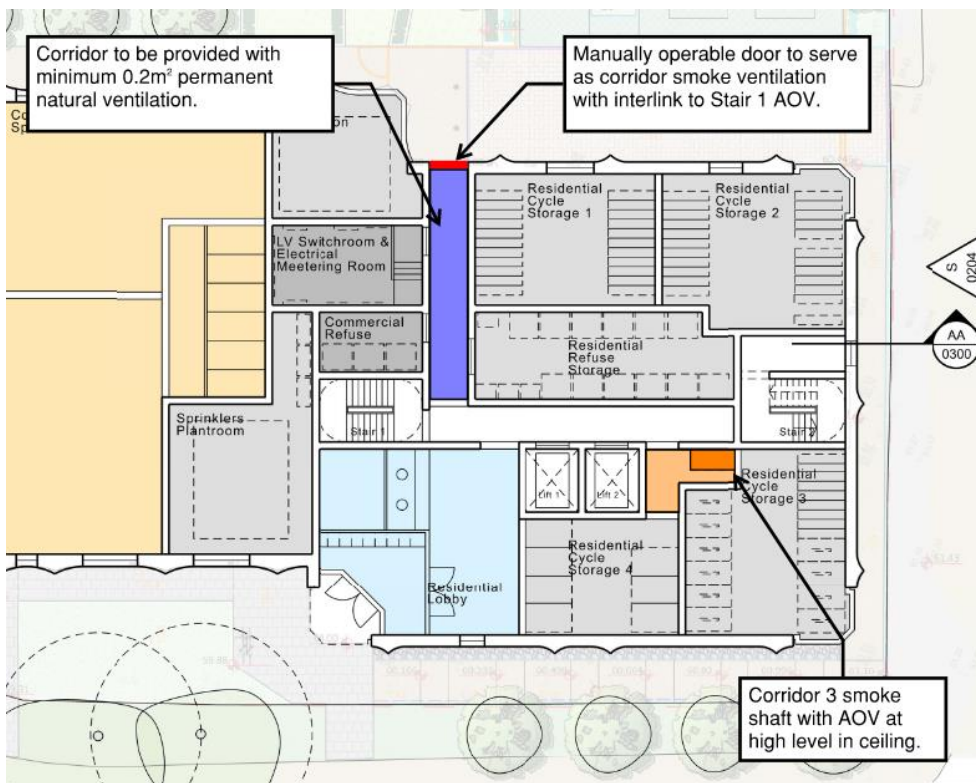 Corridor to be provided with
minimum 0.2m² permanent
natural ventilation.
Manually operable door to serve
as corridor smoke ventilation
with interlink to Stair 1 AOV.
Residential
Cycle
Storage 1
Residential
Cycle
Storage 2
LV Switchroom &
Electrical
Meetering Room
S
0204
Commercial
Refuse
Residential
Refuse
Storage
AA
0300
Sprinklers
Plantroom
Stair 1
Stair 2
Lift 1
Lift 2
Residential
Cycle
Storage 3
Residential
Cycle
Storage 4
Residential
Lobby
Corridor 3 smoke
shaft with AOV at
high level in ceiling.